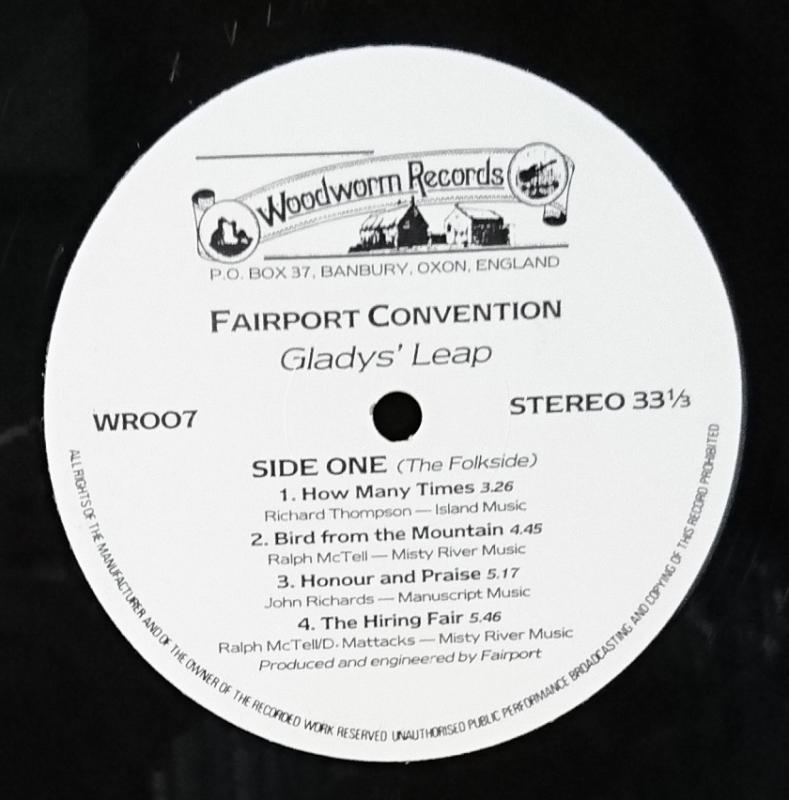 Woodworm Records
P.O. BOX 37, BANBURY, OXON, ENGLAND
FAIRPORT CONVENTION
Gladys' Leap
WR007
STEREO 33⅓
SIDE ONE (The Folkside)
1. How Many Times 3.26
Richard Thompson — Island Music
2. Bird from the Mountain 4.45
Ralph McTell — Misty River Music
3. Honour and Praise 5.17
John Richards — Manuscript Music
4. The Hiring Fair 5.46
Ralph McTell/D. Mattacks — Misty River Music
Produced and engineered by Fairport
ALL RIGHTS OF THE MANUFACTURER AND OF THE OWNER OF THE RECORDED WORK RESERVED UNAUTHORISED PUBLIC PERFORMANCE BROADCASTING AND COPYING OF THIS RECORD PROHIBITED